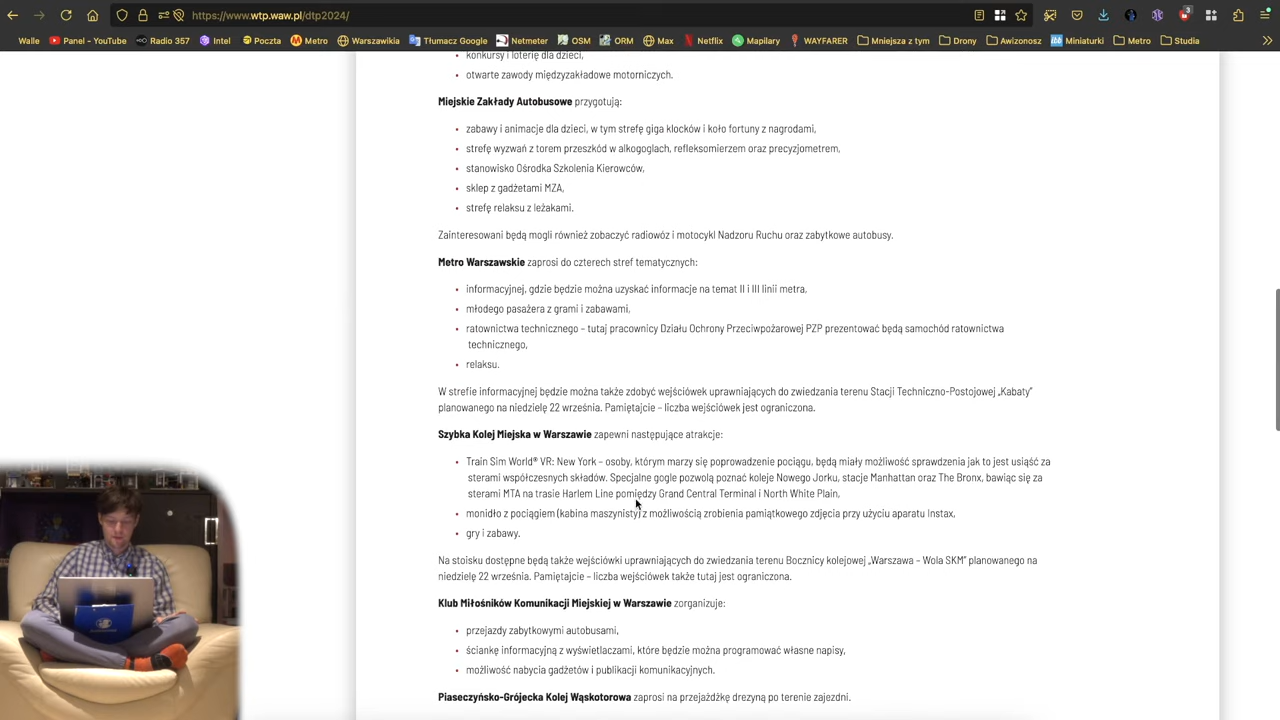 https://www.wtp.waw.pl/dtp2024/
3
Walle Panel - YouTube Radio 357 Intel Poczta Metro Warszawikia Tłumacz Google Netmeter OSM ORM Max Netflix Mapilary WAYFARER Mniejsza z tym Drony Awizonosz Miniaturki Metro Studia
konkursy i loterię dla dzieci,
otwarte zawody międzyzakładowe motorniczych.
Miejskie Zakłady Autobusowe przygotują:
zabawy i animacje dla dzieci, w tym strefę giga klocków i koło fortuny z nagrodami,
strefę wyzwań z torem przeszkód w alkogoglach, refleksomierzem oraz precyzjometrem,
stanowisko Ośrodka Szkolenia Kierowców,
sklep z gadżetami MZA,
strefę relaksu z leżakami.
Zainteresowani będą mogli również zobaczyć radiowóz i motocykl Nadzoru Ruchu oraz zabytkowe autobusy.
Metro Warszawskie zaprosi do czterech stref tematycznych:
informacyjnej, gdzie będzie można uzyskać informacje na temat II i III linii metra,
młodego pasażera z grami i zabawami,
ratownictwa technicznego – tutaj pracownicy Działu Ochrony Przeciwpożarowej PZP prezentować będą samochód ratownictwa
technicznego,
relaksu.
W strefie informacyjnej będzie można także zdobyć wejściówek uprawniających do zwiedzania terenu Stacji Techniczno-Postojowej „Kabaty”
planowanego na niedzielę 22 września. Pamiętajcie – liczba wejściówek jest ograniczona.
Szybka Kolej Miejska w Warszawie zapewni następujące atrakcje:
Train Sim World® VR: New York – osoby, którym marzy się poprowadzenie pociągu, będą miały możliwość sprawdzenia jak to jest usiąść za
sterami współczesnych składów. Specjalne gogle pozwolą poznać koleje Nowego Jorku, stacje Manhattan oraz The Bronx, bawiąc się za
sterami MTA na trasie Harlem Line pomiędzy Grand Central Terminal i North White Plain,
monidło z pociągiem (kabina maszynisty) z możliwością zrobienia pamiątkowego zdjęcia przy użyciu aparatu Instax,
gry i zabawy.
Na stoisku dostępne będą także wejściówki uprawniających do zwiedzania terenu Bocznicy kolejowej „Warszawa – Wola SKM” planowanego na
niedzielę 22 września. Pamiętajcie – liczba wejściówek także tutaj jest ograniczona.
Klub Miłośników Komunikacji Miejskiej w Warszawie zorganizuje:
przejazdy zabytkowymi autobusami,
ściankę informacyjną z wyświetlaczami, które będzie można programować własne napisy,
możliwość nabycia gadżetów i publikacji komunikacyjnych.
Piaseczyńsko-Grójecka Kolej Wąskotorowa zaprosi na przejażdżkę drezyną po terenie zajezdni.